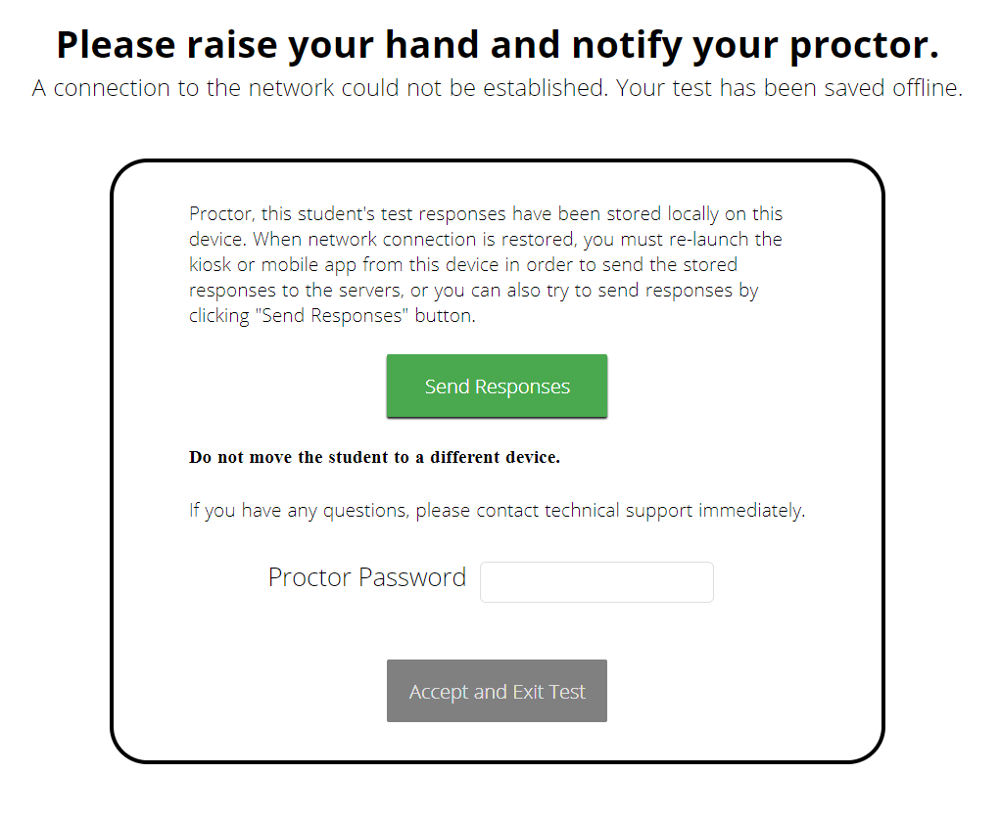 Please raise your hand and notify your proctor.
A connection to the network could not be established. Your test has been saved offline.
Proctor, this student's test responses have been stored locally on this
device. When network connection is restored, you must re-launch the
kiosk or mobile app from this device in order to send the stored
responses to the servers, or you can also try to send responses by
clicking "Send Responses" button.
Send Responses
Do not move the student to a different device.
If you have any questions, please contact technical support immediately.
Proctor Password
Accept and Exit Test